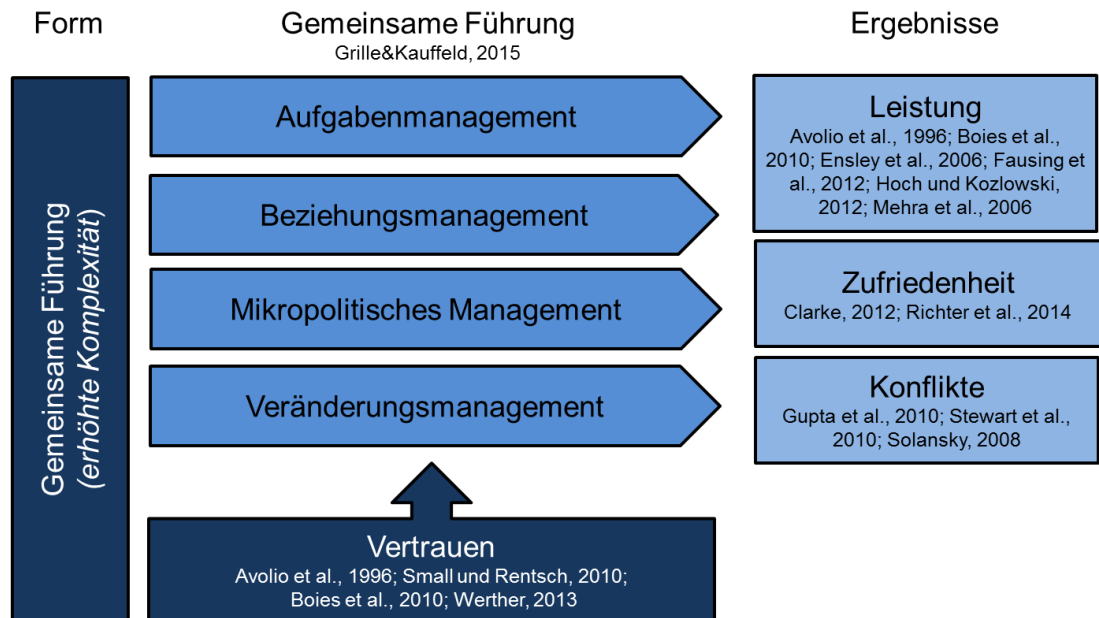 Form
Gemeinsame Führung
Grille&Kauffeld, 2015
Ergebnisse
Gemeinsame Führung
(erhöhte Komplexität)
Aufgabenmanagement
Beziehungsmanagement
Mikropolitisches Management
Veränderungsmanagement
Vertrauen
Avolio et al., 1996; Small und Rentsch, 2010;
Boies et al., 2010; Werther, 2013
Leistung
Avolio et al., 1996; Boies et al.,
2010; Ensley et al., 2006; Fausing et
al., 2012; Hoch und Kozlowski,
2012; Mehra et al., 2006
Zufriedenheit
Clarke, 2012; Richter et al., 2014
Konflikte
Gupta et al., 2010; Stewart et al.,
2010; Solansky, 2008